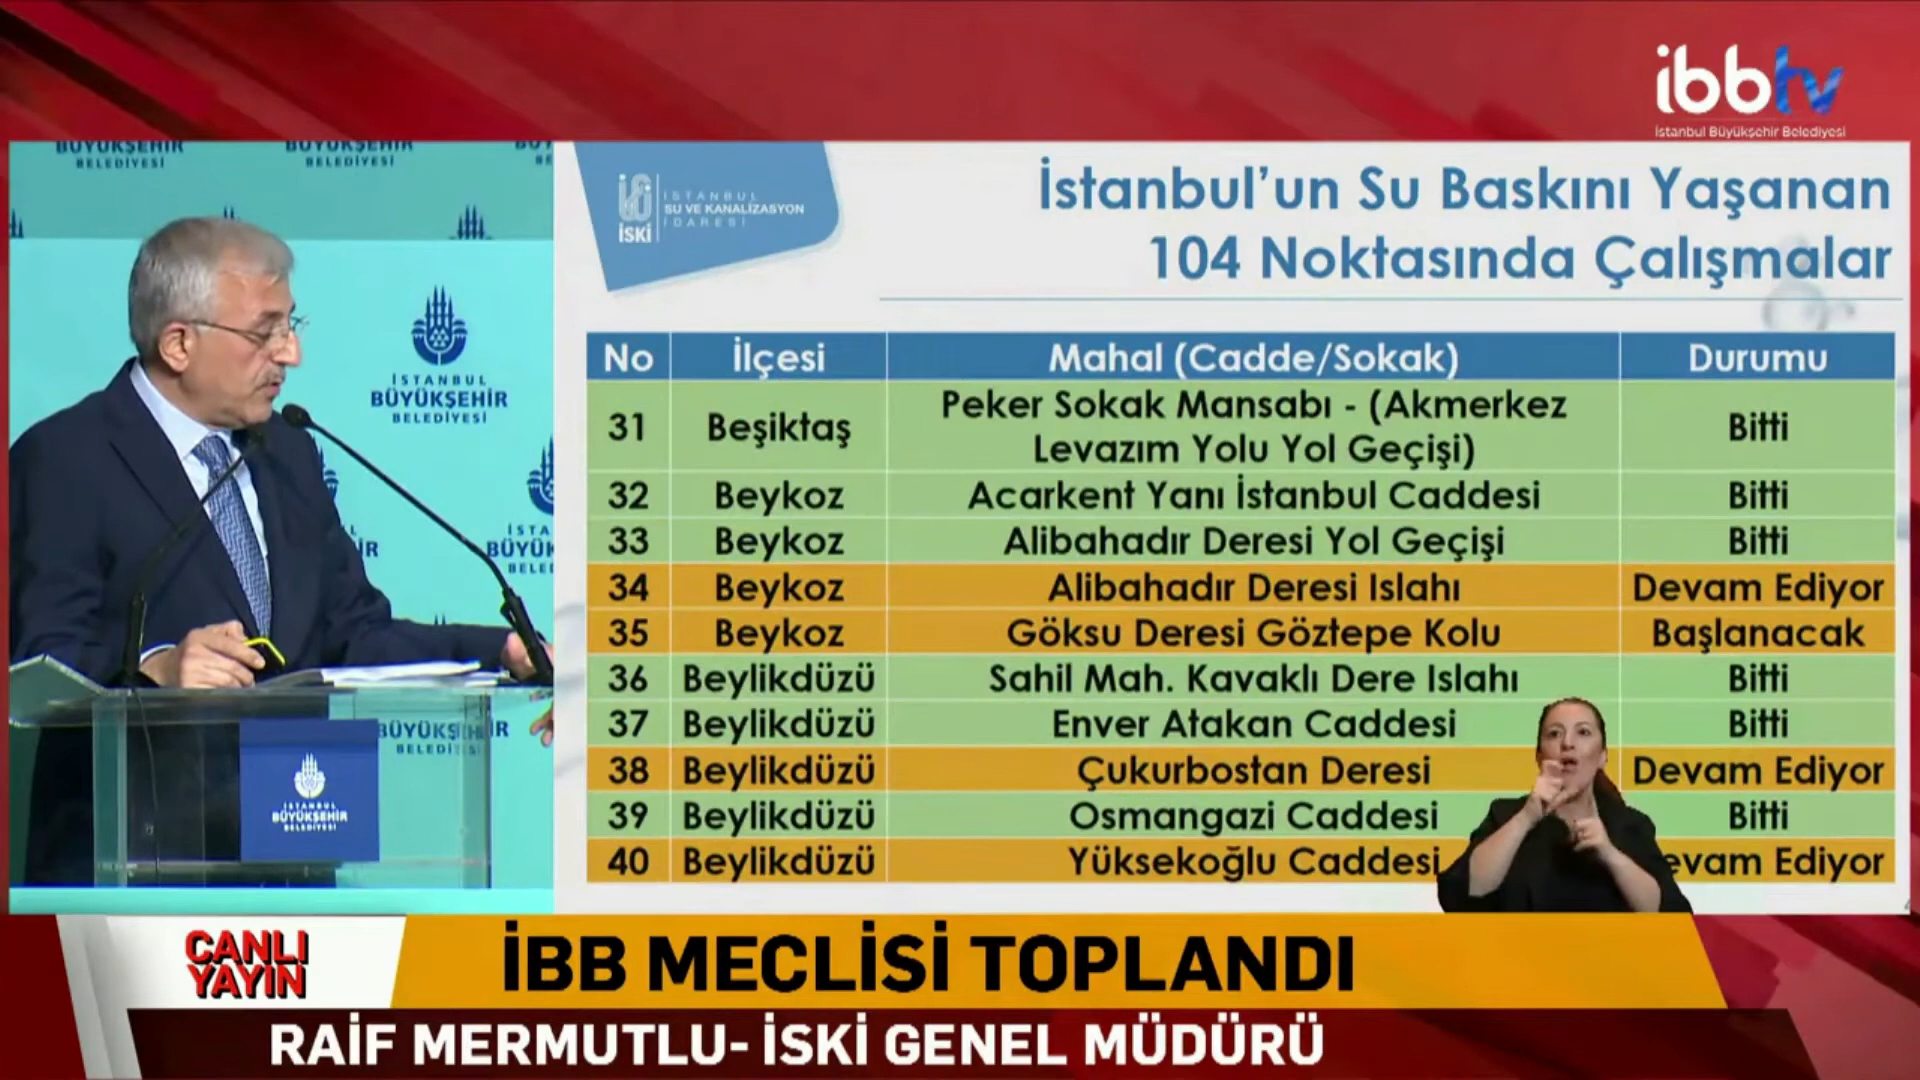 ibbtv
İstanbul Büyükşehir Belediyesi
BÜYÜKŞEHİR
BELEDİYESİ
BÜYÜKŞEHİR
BELEDİYESİ
İSTANBUL
BÜYÜKŞEHİR
BELEDİYESİ
İSTANBUL
BÜYÜKŞEHİR
BELEDİYESİ
İSKİ
İSTANBUL
SU VE KANALİZASYON
İDARESİ
İstanbul’un Su Baskını Yaşanan
104 Noktasında Çalışmalar
No İlçesi Mahal (Cadde/Sokak) Durumu
31 Beşiktaş Peker Sokak Mansabı - (Akmerkez
Levazım Yolu Yol Geçişi) Bitti
32 Beykoz Acarkent Yanı İstanbul Caddesi Bitti
33 Beykoz Alibahadır Deresi Yol Geçişi Bitti
34 Beykoz Alibahadır Deresi Islahı Devam Ediyor
35 Beykoz Göksu Deresi Göztepe Kolu Başlanacak
36 Beylikdüzü Sahil Mah. Kavaklı Dere Islahı Bitti
37 Beylikdüzü Enver Atakan Caddesi Bitti
38 Beylikdüzü Çukurbostan Deresi Devam Ediyor
39 Beylikdüzü Osmangazi Caddesi Bitti
40 Beylikdüzü Yüksekoğlu Caddesi evam Ediyor
CANLI
YAYIN
İBB MECLİSİ TOPLANDI
RAİF MERMUTLU- İSKİ GENEL MÜDÜRÜ